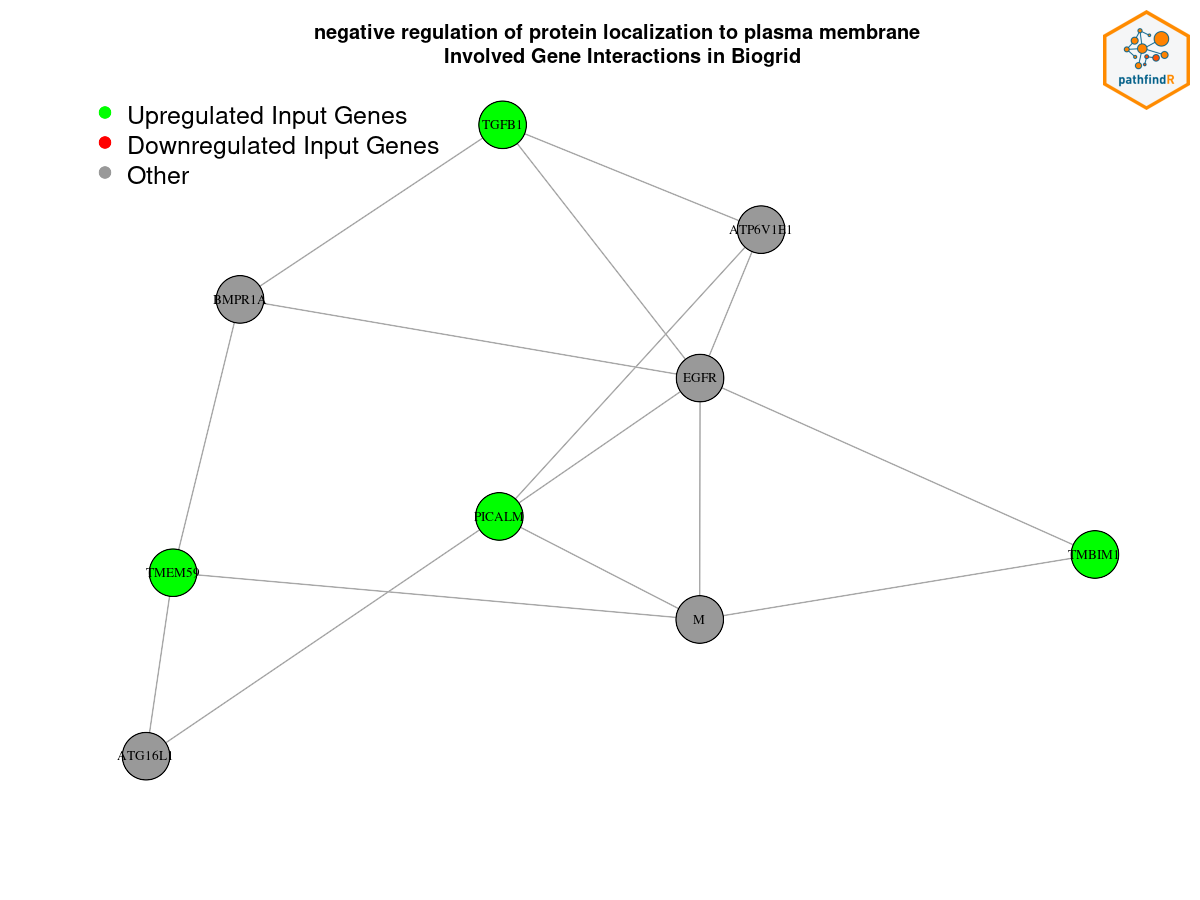 negative regulation of protein localization to plasma membrane
Involved Gene Interactions in Biogrid
pathfindR
Upregulated Input Genes
Downregulated Input Genes
Other
TGFB1
ATP6V1E1
BMPR1A
EGFR
PICALM
TMBIM1
TMEM59
M
ATG16L1